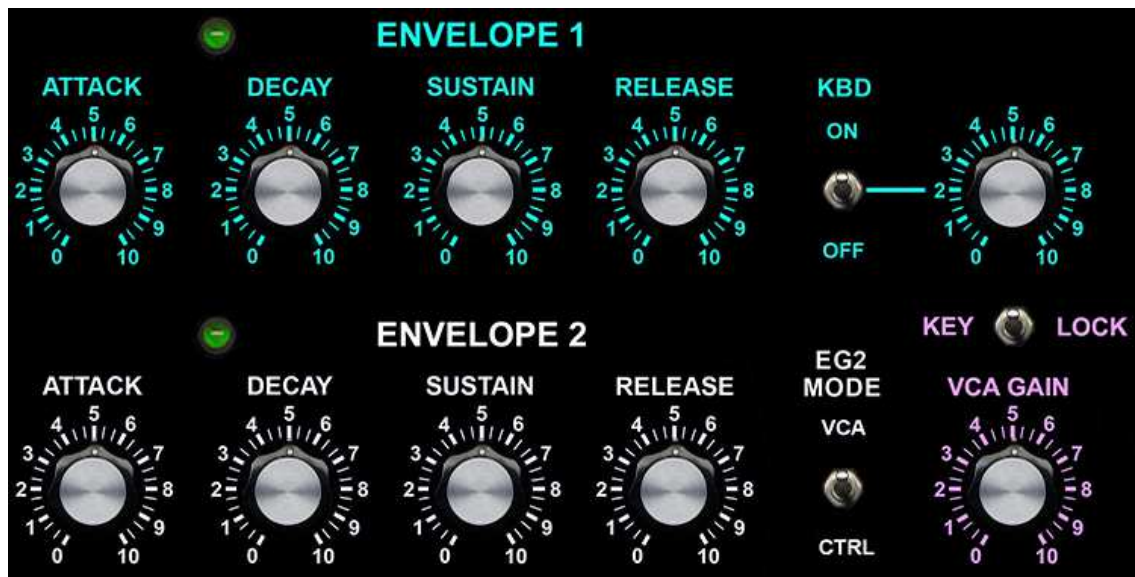 ENVELOPE 1
ATTACK DECAY SUSTAIN RELEASE KBD
0 1 2 3 4 5 6 7 8 9 10
0 1 2 3 4 5 6 7 8 9 10
0 1 2 3 4 5 6 7 8 9 10
0 1 2 3 4 5 6 7 8 9 10
ON
OFF
0 1 2 3 4 5 6 7 8 9 10
ENVELOPE 2
KEY LOCK
ATTACK DECAY SUSTAIN RELEASE
0 1 2 3 4 5 6 7 8 9 10
0 1 2 3 4 5 6 7 8 9 10
0 1 2 3 4 5 6 7 8 9 10
0 1 2 3 4 5 6 7 8 9 10
EG2
MODE
VCA
CTRL
VCA GAIN
0 1 2 3 4 5 6 7 8 9 10